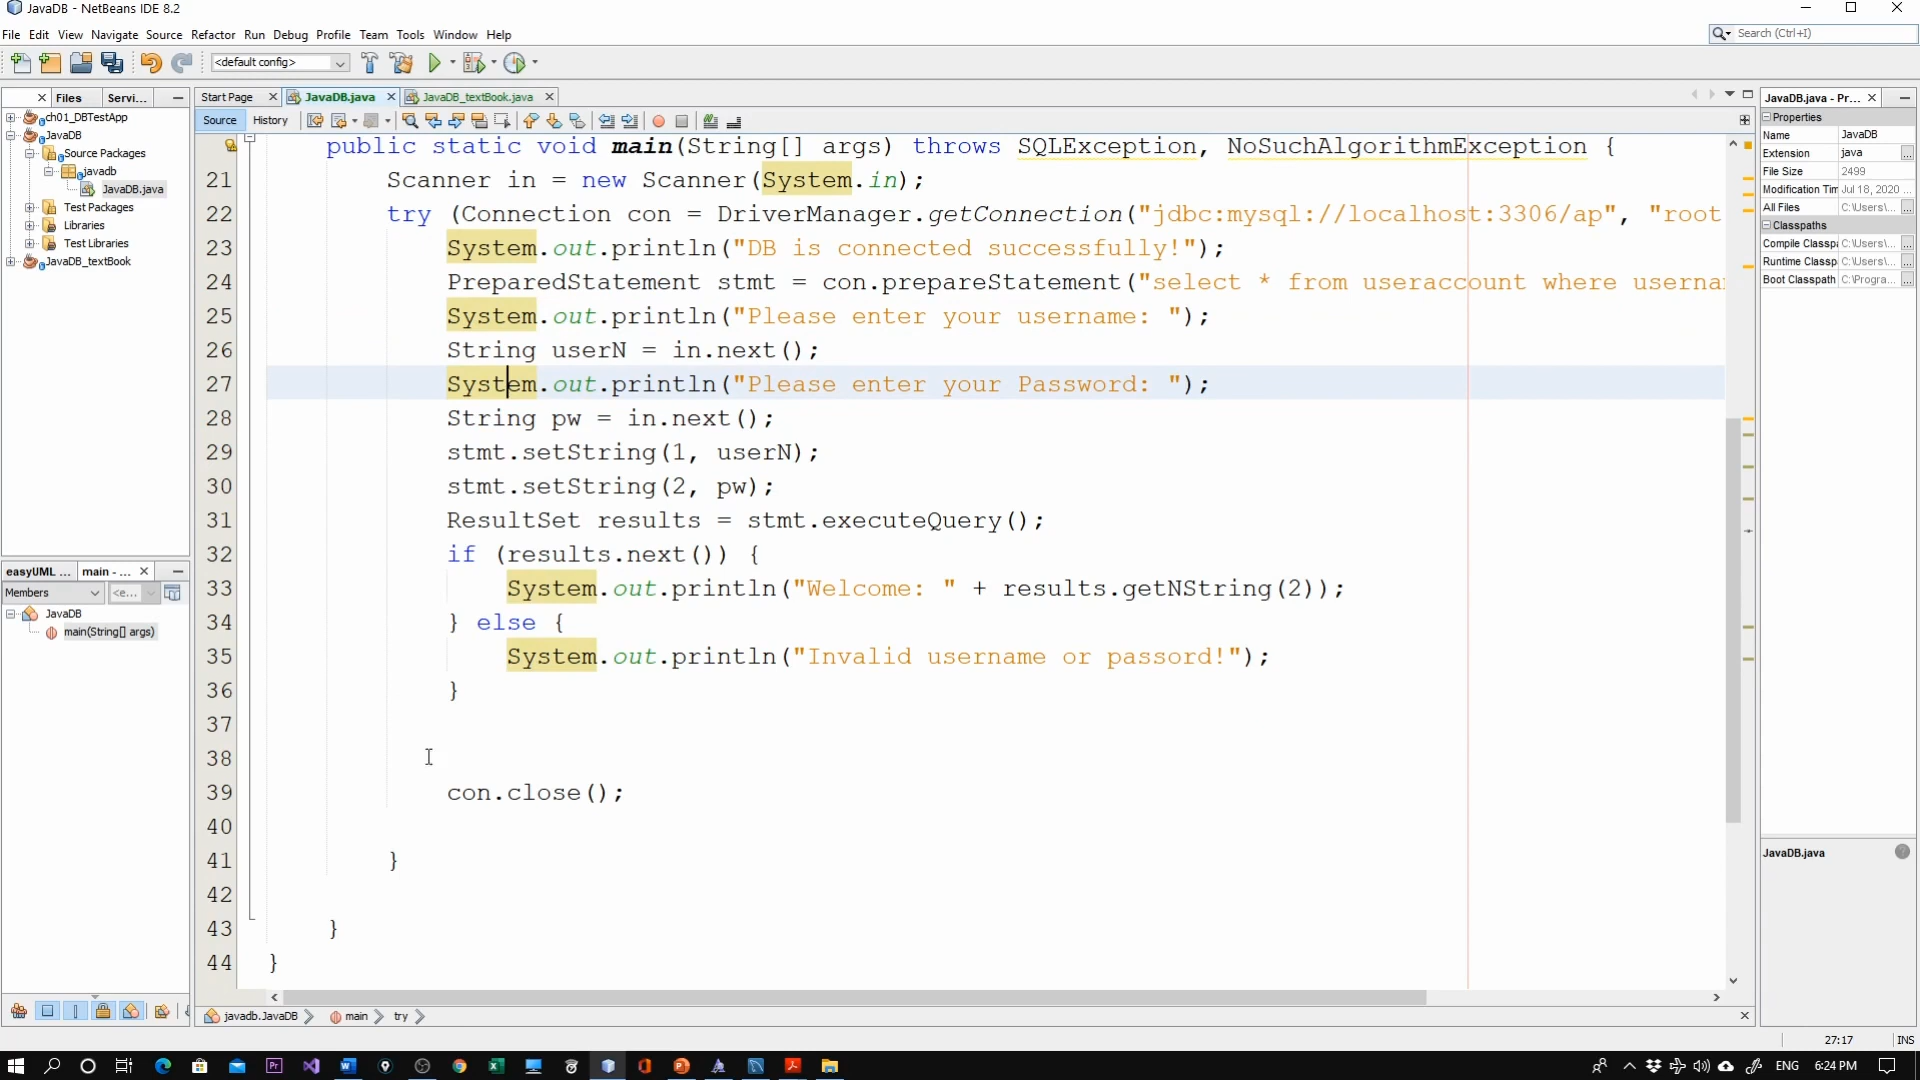 JavaDB - NetBeans IDE 8.2
File Edit View Navigate Source Refactor Run Debug Profile Team Tools Window Help
Search (Ctrl+I)
<default config>
Files Servi...
Start Page JavaDB.java JavaDB_textBook.java
Source History
ch01_DBTestApp
JavaDB
Source Packages
javadb
JavaDB.java
Test Packages
Libraries
Test Libraries
JavaDB_textBook
easyUML ... main - ...
Members <e...
JavaDB
main(String[] args)
public static void main(String[] args) throws SQLException, NoSuchAlgorithmException {
21 Scanner in = new Scanner(System.in);
22 try (Connection con = DriverManager.getConnection("jdbc:mysql://localhost:3306/ap", "root
23 System.out.println("DB is connected successfully!");
24 PreparedStatement stmt = con.prepareStatement("select * from useraccount where userna
25 System.out.println("Please enter your username: ");
26 String userN = in.next();
27 System.out.println("Please enter your Password: ");
28 String pw = in.next();
29 stmt.setString(1, userN);
30 stmt.setString(2, pw);
31 ResultSet results = stmt.executeQuery();
32 if (results.next()) {
33 System.out.println("Welcome: " + results.getNString(2));
34 } else {
35 System.out.println("Invalid username or passord!");
36 }
37
38
39 con.close();
40
41 }
42
43 }
44 }
javadb.JavaDB main try
JavaDB.java - Pr...
Properties
Name JavaDB
Extension java ...
File Size 2499
Modification Tim Jul 18, 2020
All Files C:\Users\... ...
Classpaths
Compile Classpa C:\Users\... ...
Runtime Classp C:\Users\... ...
Boot Classpath C:\Progra... ...
JavaDB.java
27:17 INS
ENG 6:24 PM